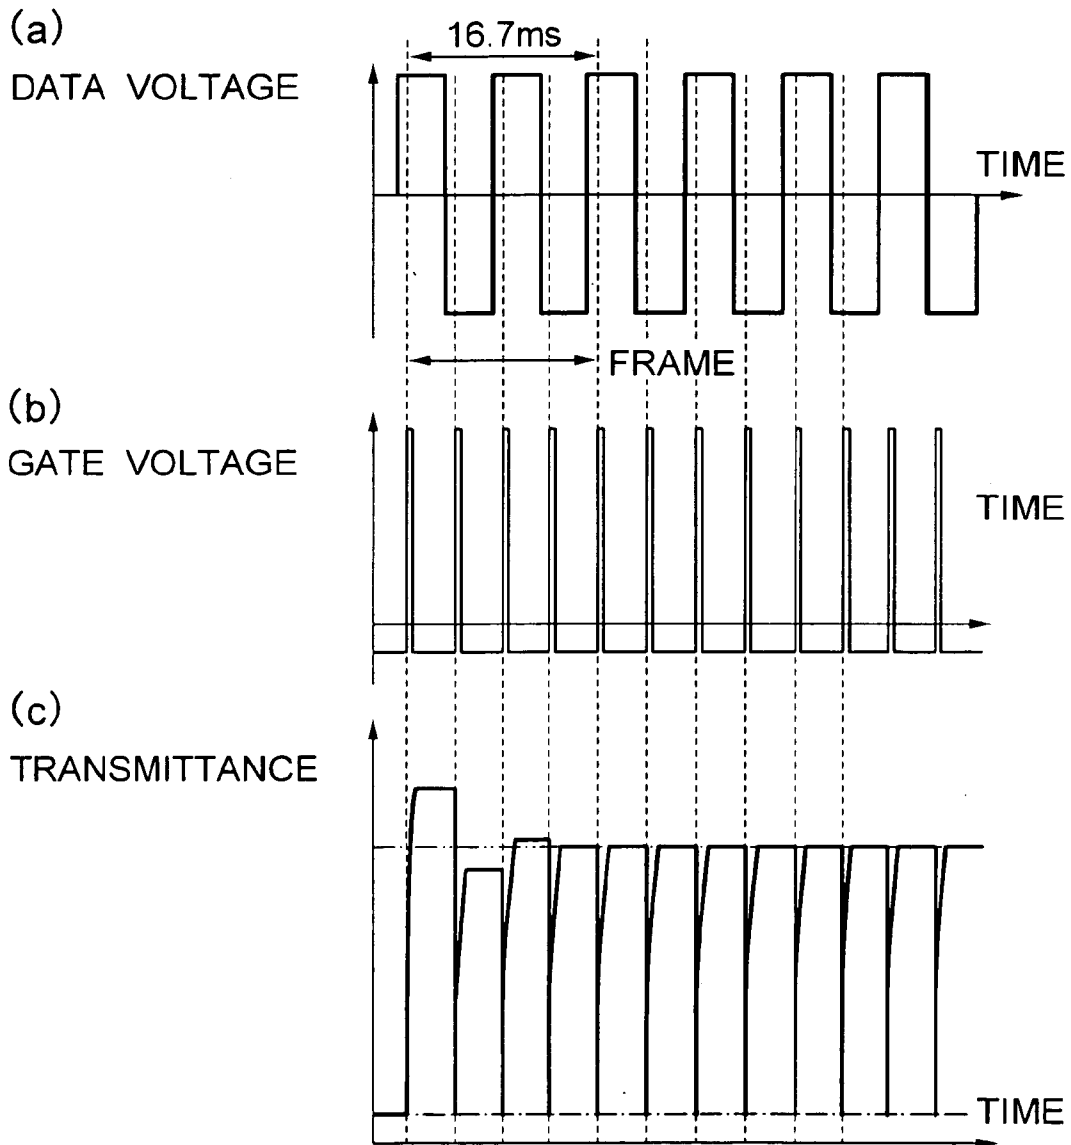 (a)
16.7ms
DATA VOLTAGE
TIME
FRAME
(b)
GATE VOLTAGE
TIME
(c)
TRANSMITTANCE
TIME